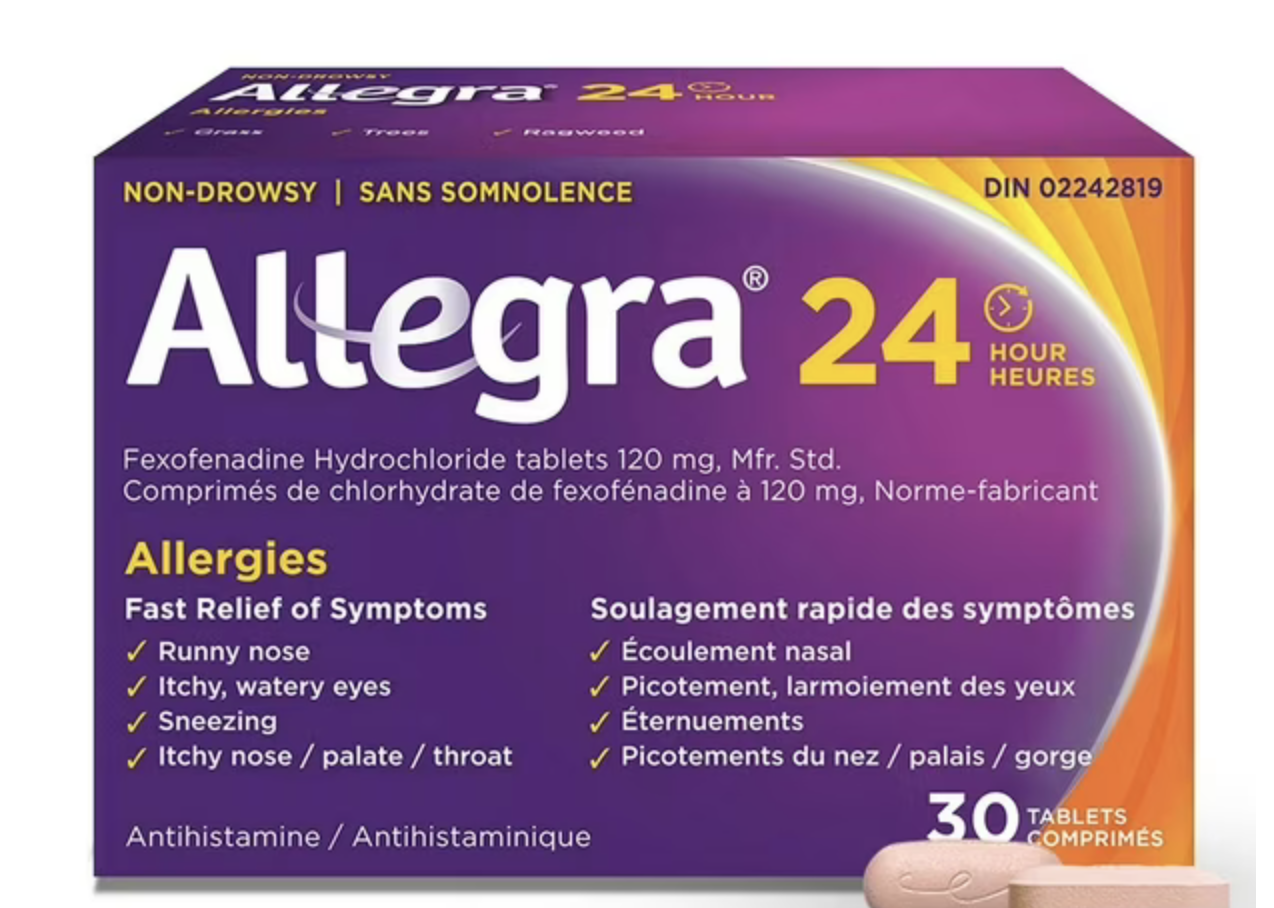 NON-DROWSY
Allegra® 24 HOUR
Allergies
✓ Grass ✓ Trees ✓ Ragweed
NON-DROWSY | SANS SOMNOLENCE
DIN 02242819
Allegra® 24 HOUR
HEURES
Fexofenadine Hydrochloride tablets 120 mg, Mfr. Std.
Comprimés de chlorhydrate de fexofénadine à 120 mg, Norme-fabricant
Allergies
Fast Relief of Symptoms
✓ Runny nose
✓ Itchy, watery eyes
✓ Sneezing
✓ Itchy nose / palate / throat
Soulagement rapide des symptômes
✓ Écoulement nasal
✓ Picotement, larmoiement des yeux
✓ Éternuements
✓ Picotements du nez / palais / gorge
Antihistamine / Antihistaminique
30 TABLETS
COMPRIMÉS
e